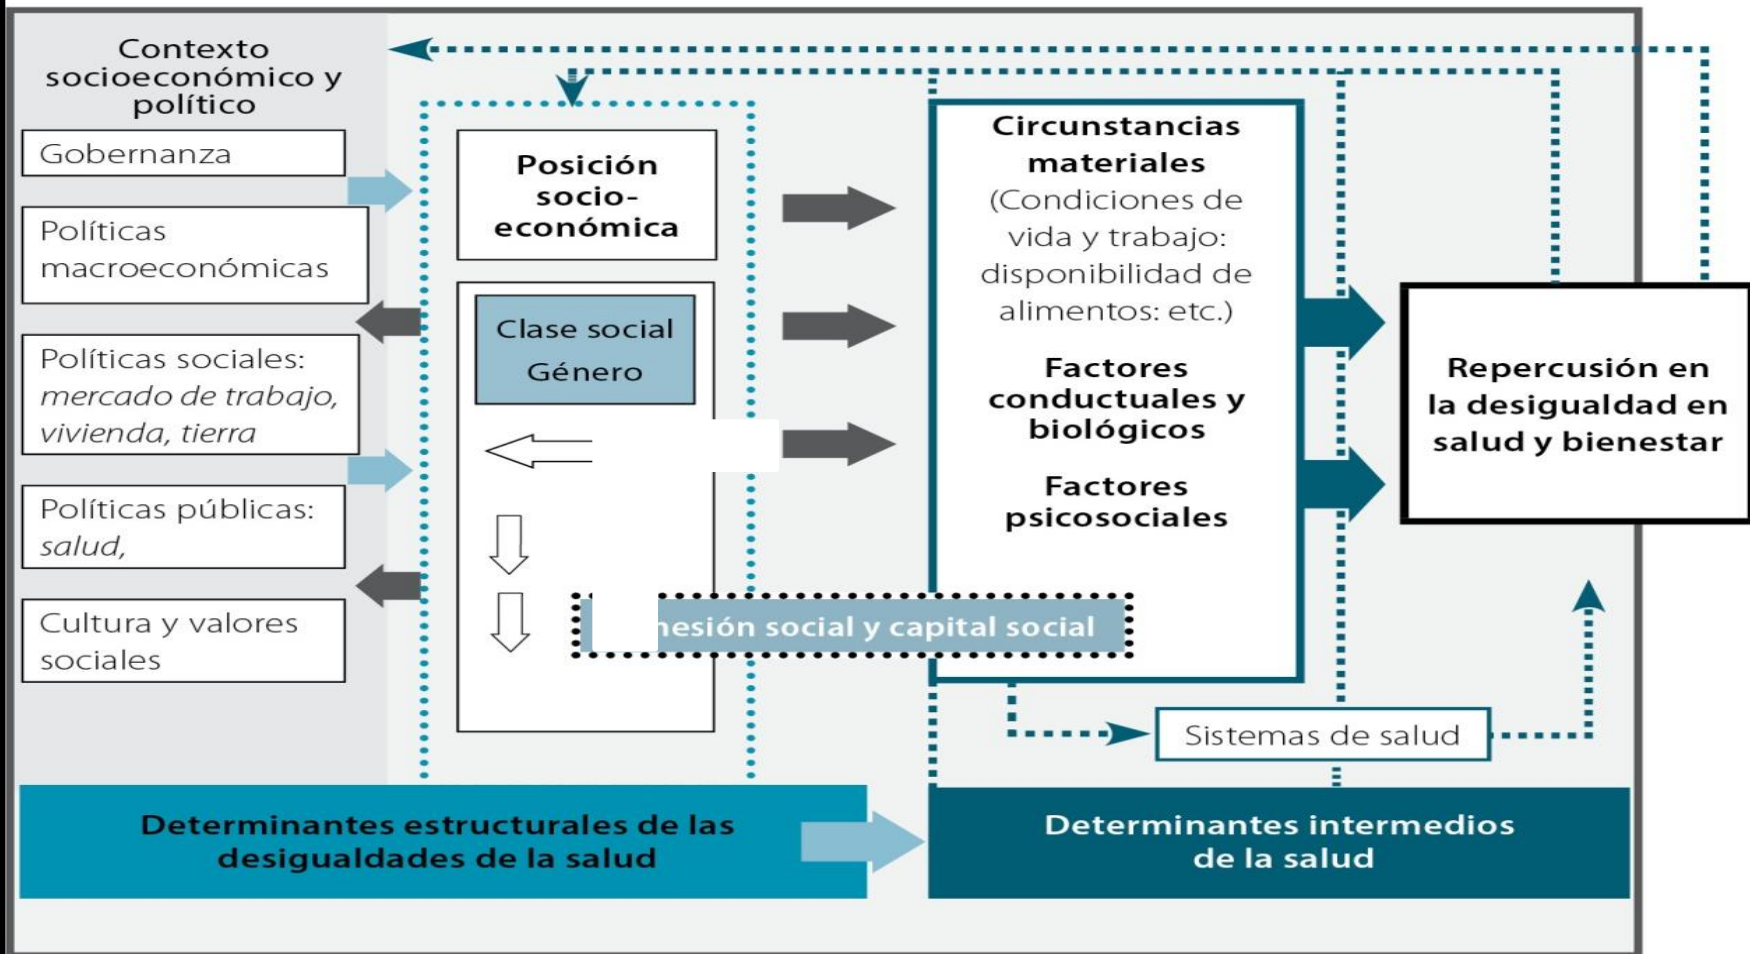 Contexto
socioeconómico y
político
Gobernanza
Políticas
macroeconómicas
Políticas sociales:
mercado de trabajo,
vivienda, tierra
Políticas públicas:
salud,
Cultura y valores
sociales
Posición
socio-
económica
Clase social
Género
nesión social y capital social
Circunstancias
materiales
(Condiciones de
vida y trabajo:
disponibilidad de
alimentos: etc.)
Factores
conductuales y
biológicos
Factores
psicosociales
Sistemas de salud
Repercusión en
la desigualdad en
salud y bienestar
Determinantes estructurales de las
desigualdades de la salud
Determinantes intermedios
de la salud